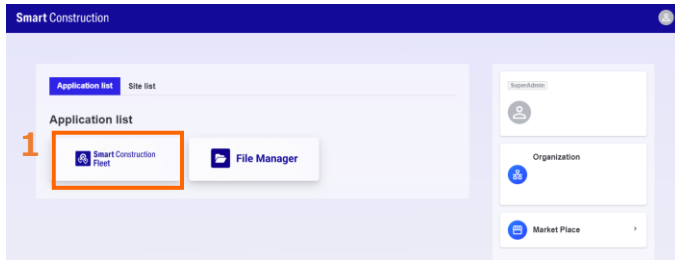 Smart Construction
Application list
Site list
Application list
1
Smart Construction
Fleet
File Manager
SuperAdmin
Organization
Market Place